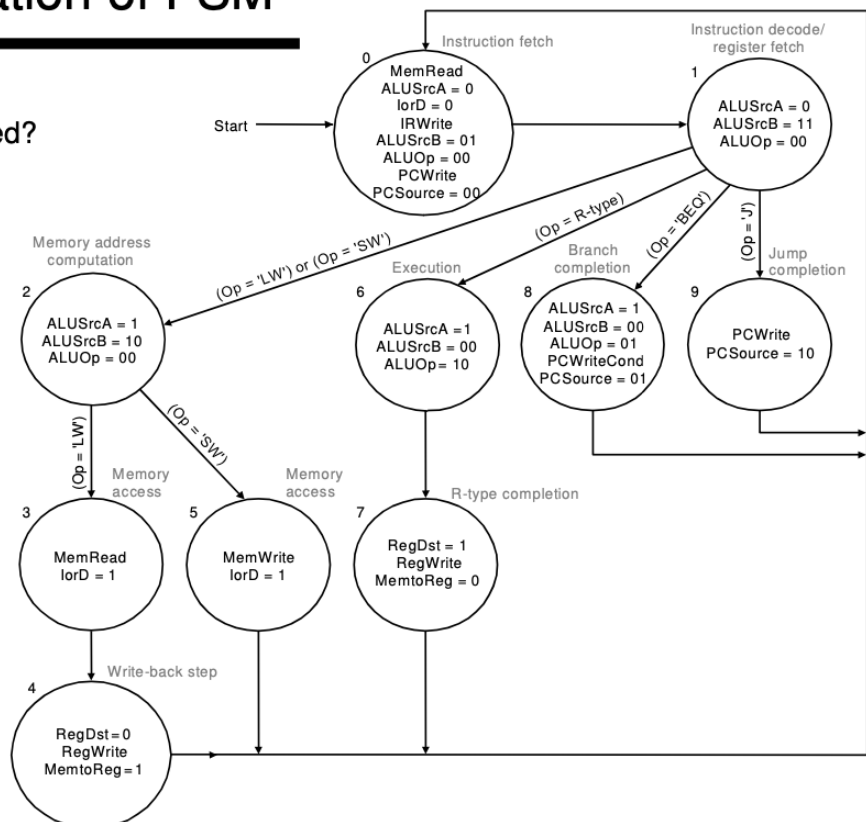 ation of FSM
ed?
Start
0
Instruction fetch
MemRead
ALUSrcA = 0
IorD = 0
IRWrite
ALUSrcB = 01
ALUOp = 00
PCWrite
PCSource = 00
Instruction decode/
register fetch
1
ALUSrcA = 0
ALUSrcB = 11
ALUOp = 00
(Op = 'LW') or (Op = 'SW')
(Op = R-type)
(Op = 'BEQ')
(Op = 'J')
Memory address
computation
2
ALUSrcA = 1
ALUSrcB = 10
ALUOp = 00
Execution
6
ALUSrcA =1
ALUSrcB = 00
ALUOp= 10
Branch
completion
8
ALUSrcA = 1
ALUSrcB = 00
ALUOp = 01
PCWriteCond
PCSource = 01
Jump
completion
9
PCWrite
PCSource = 10
(Op = 'LW')
(Op = 'SW')
Memory
access
3
MemRead
IorD = 1
Memory
access
5
MemWrite
IorD = 1
R-type completion
7
RegDst = 1
RegWrite
MemtoReg = 0
Write-back step
4
RegDst=0
RegWrite
MemtoReg=1